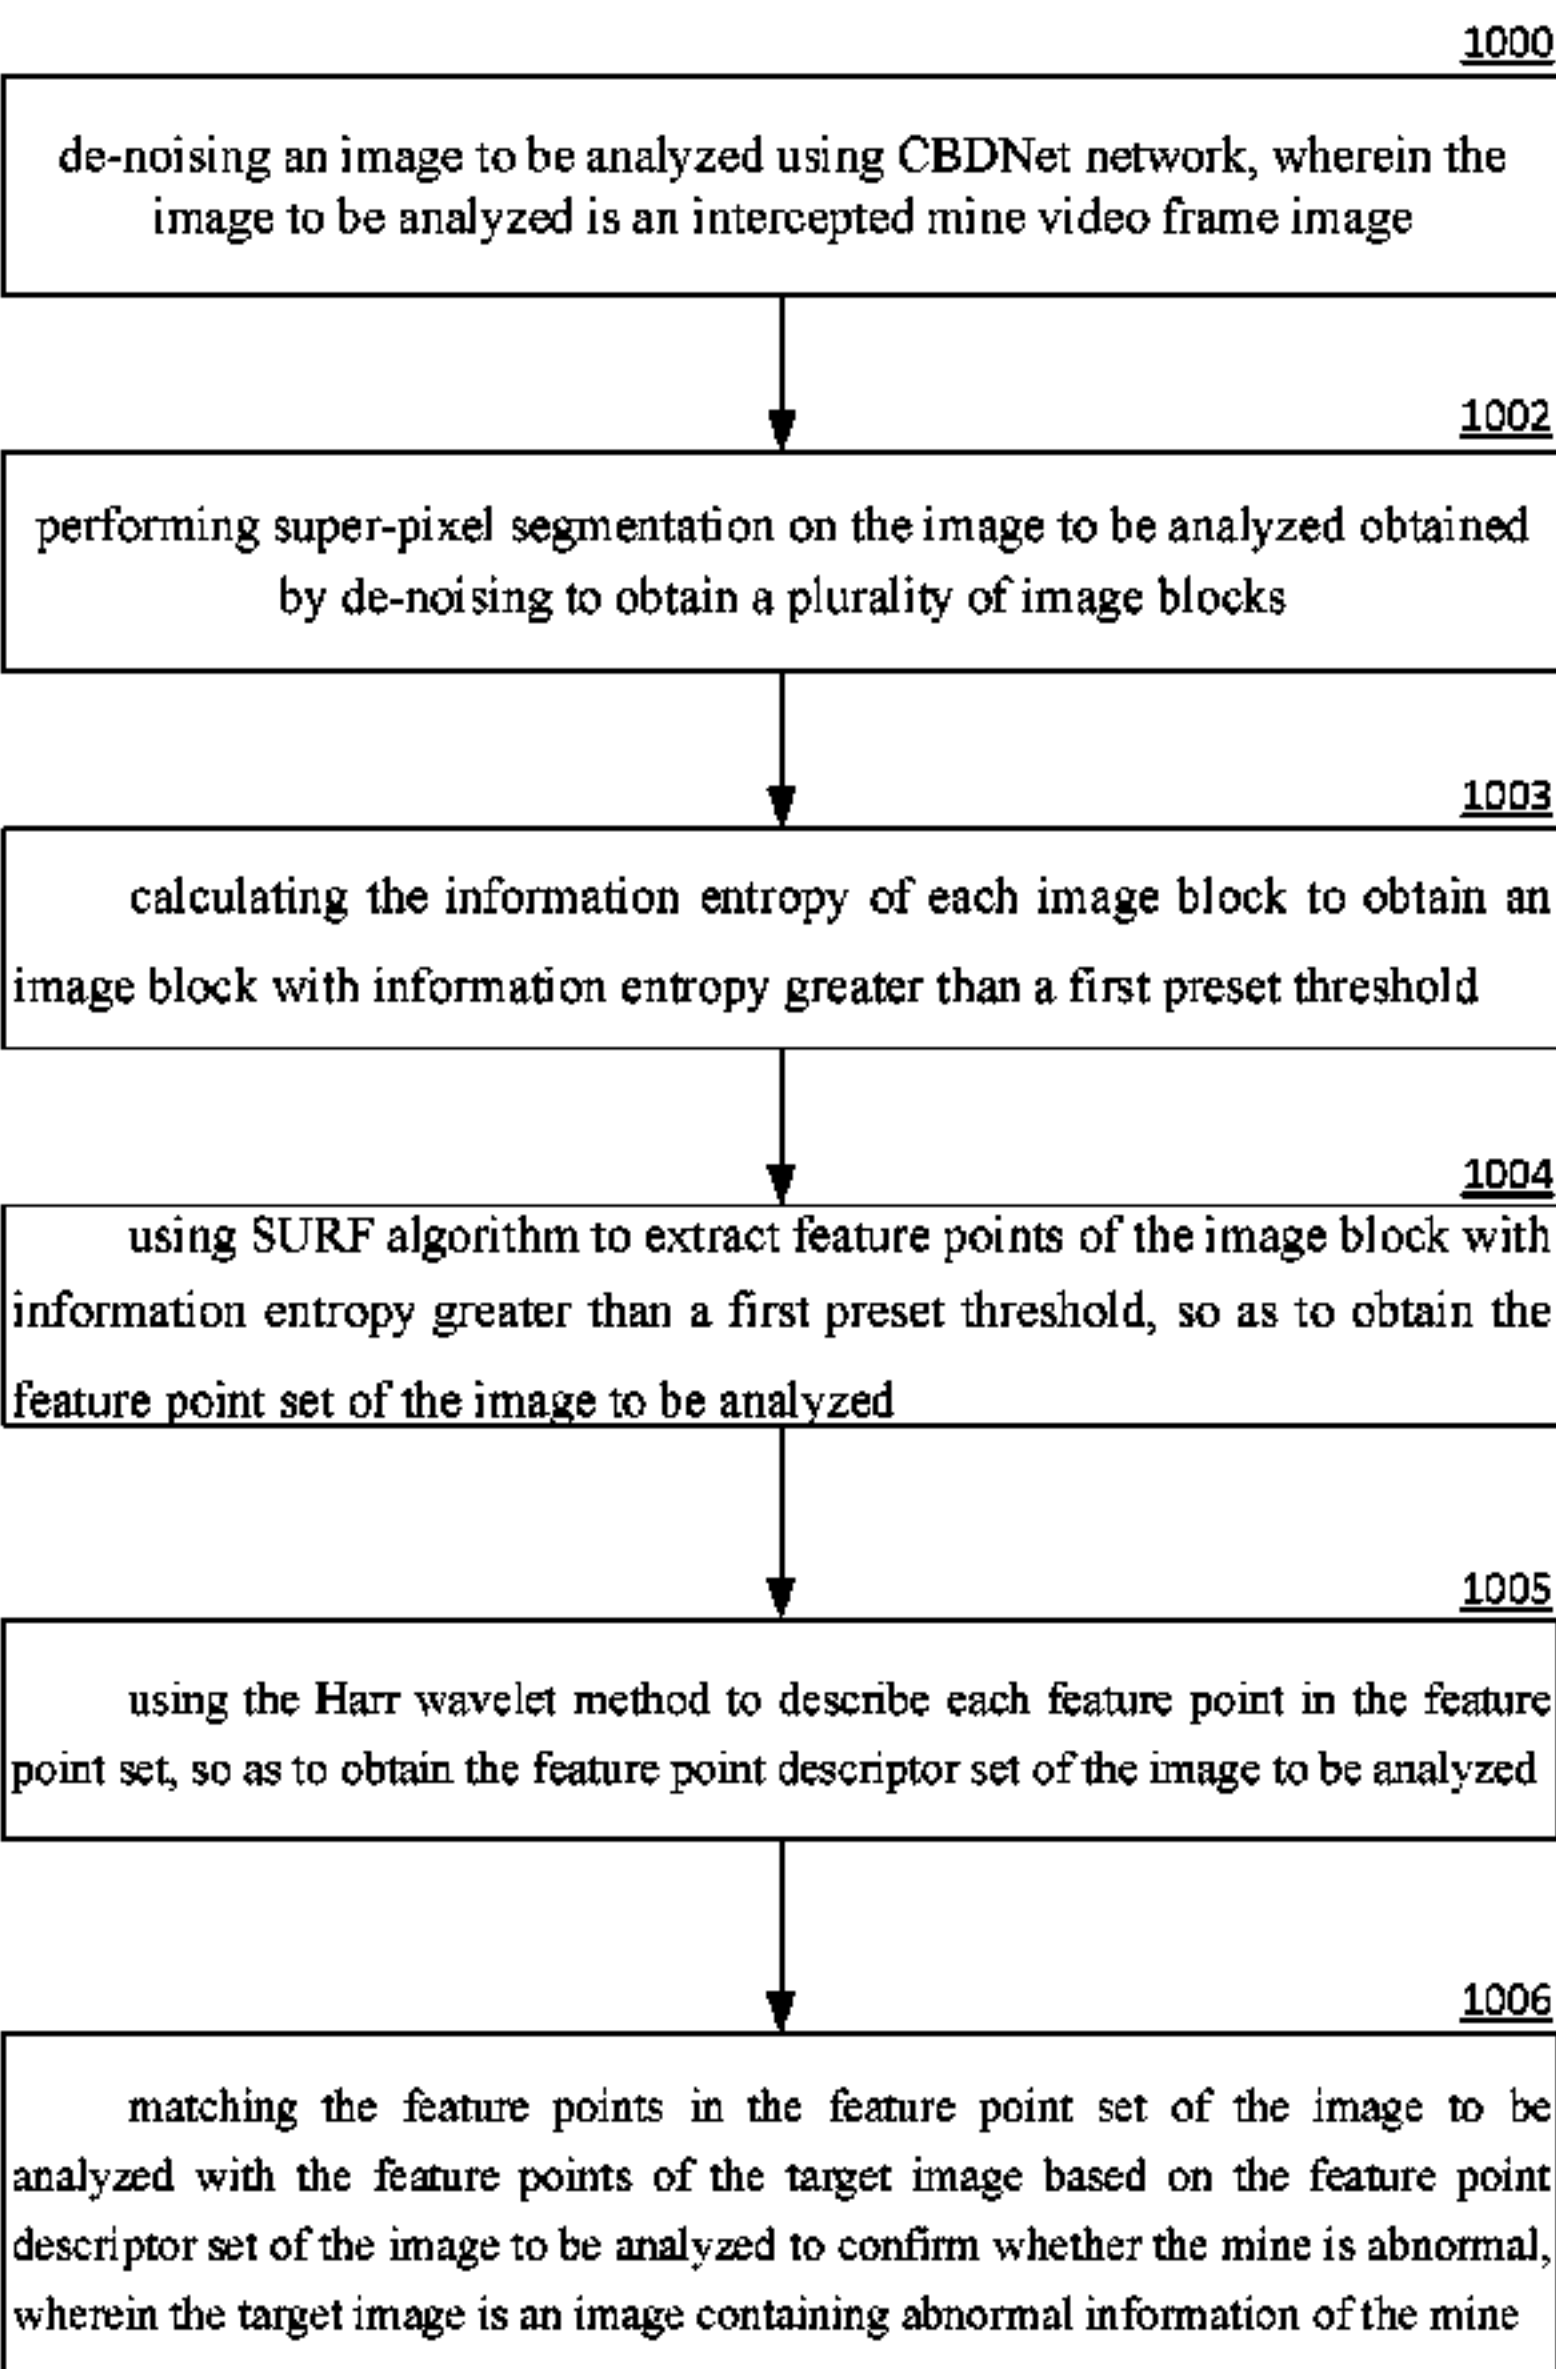 1000
de-noising an image to be analyzed using CBDNet network, wherein the
image to be analyzed is an intercepted mine video frame image
1002
performing super-pixel segmentation on the image to be analyzed obtained
by de-noising to obtain a plurality of image blocks
1003
calculating the information entropy of each image block to obtain an
image block with information entropy greater than a first preset threshold
1004
using SURF algorithm to extract feature points of the image block with
information entropy greater than a first preset threshold, so as to obtain the
feature point set of the image to be analyzed
1005
using the Harr wavelet method to describe each feature point in the feature
point set, so as to obtain the feature point descriptor set of the image to be analyzed
1006
matching the feature points in the feature point set of the image to be
analyzed with the feature points of the target image based on the feature point
descriptor set of the image to be analyzed to confirm whether the mine is abnormal,
wherein the target image is an image containing abnormal information of the mine